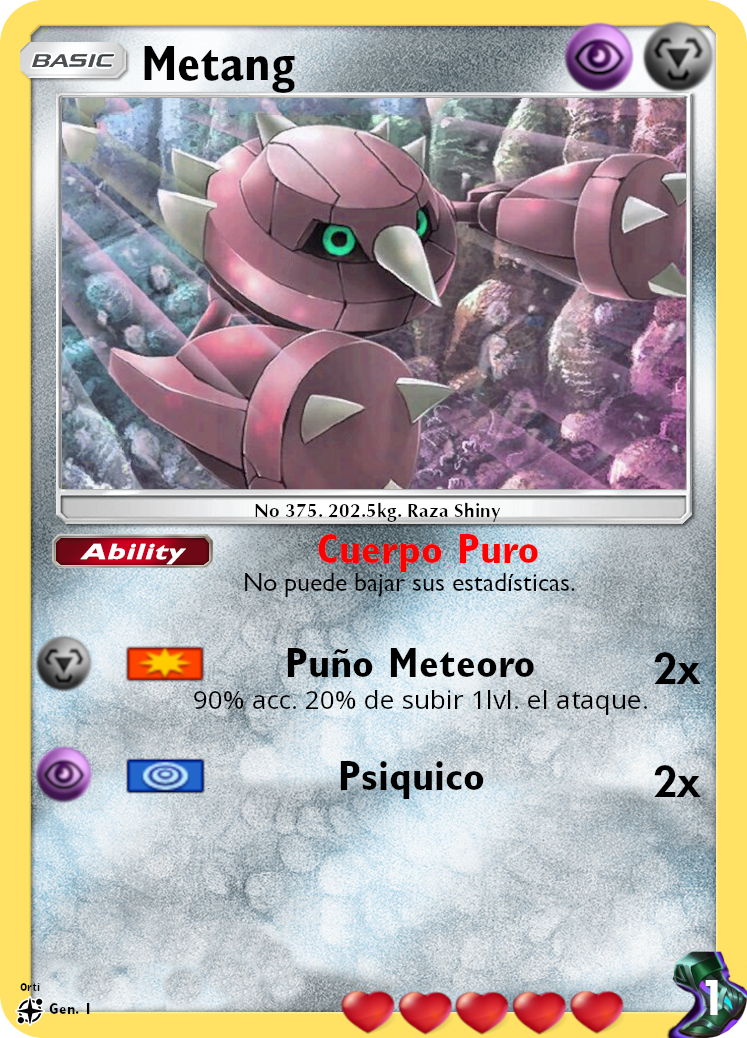 BASIC Metang
No 375. 202.5kg. Raza Shiny
Ability Cuerpo Puro
No puede bajar sus estadísticas.
Puño Meteoro 2x
90% acc. 20% de subir 1lvl. el ataque.
Psiquico 2x
Orti
Gen. I
1